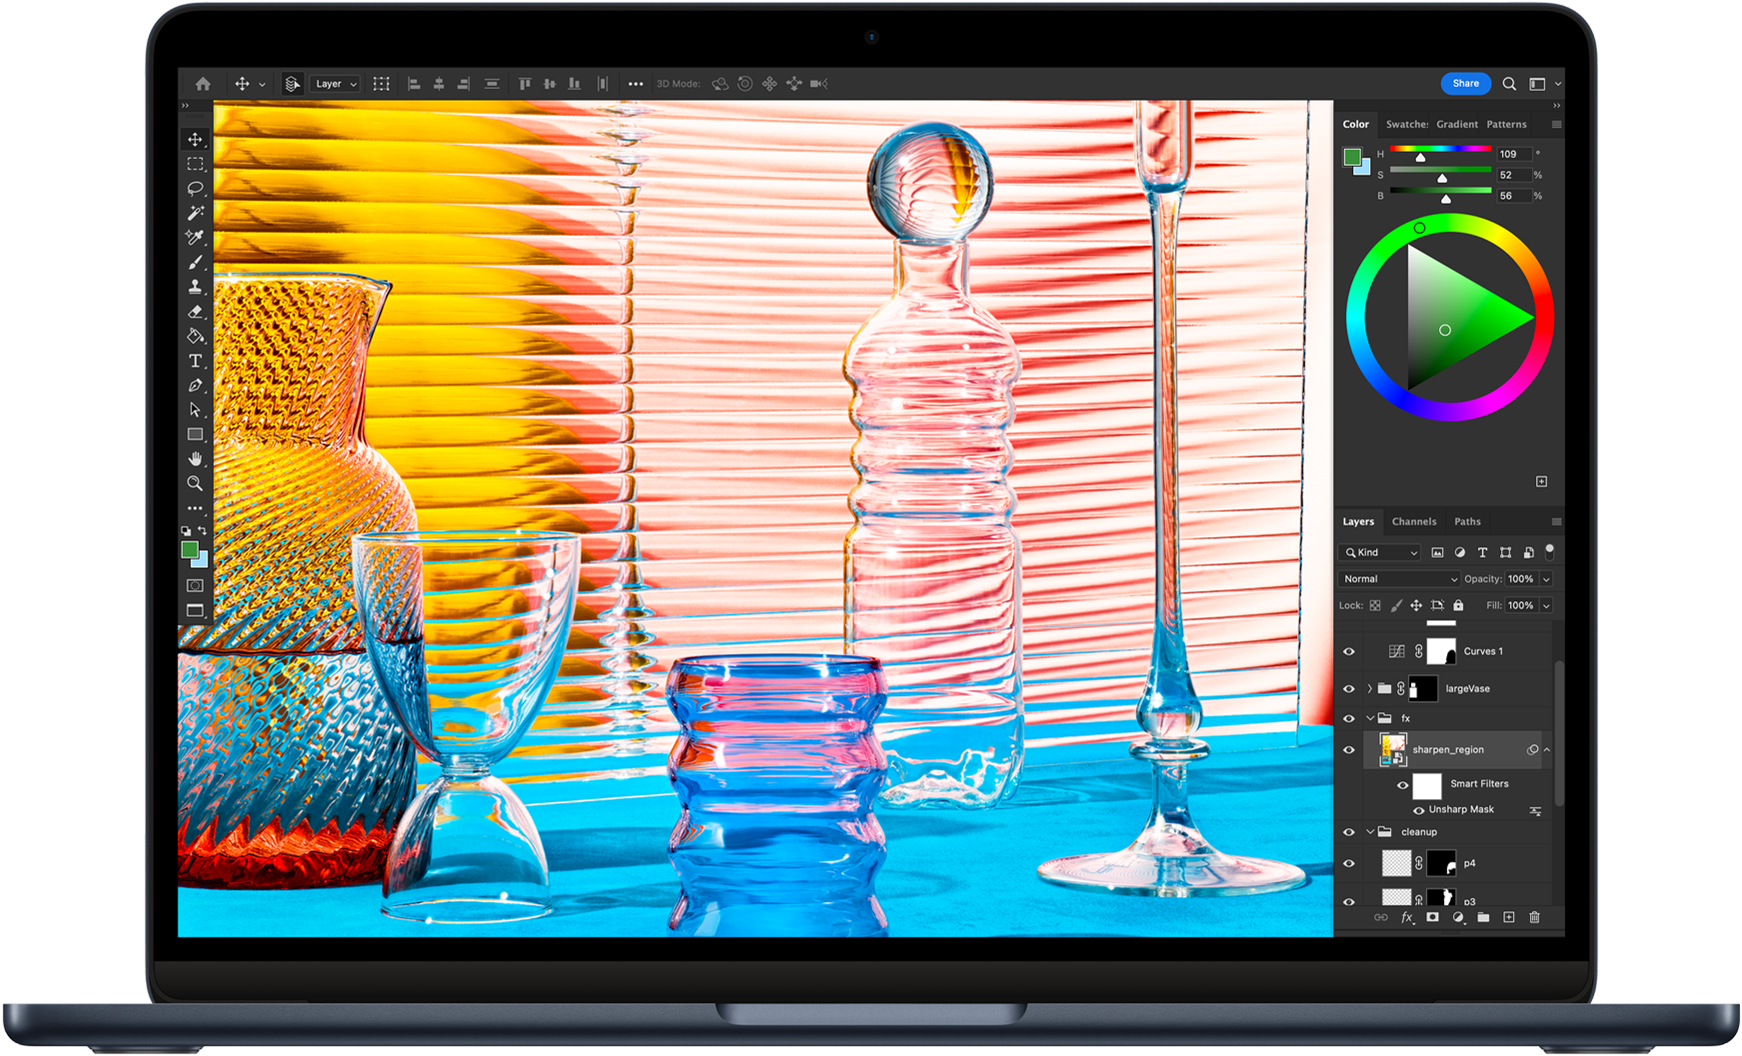 Layer
3D Mode:
Share
Color Swatche: Gradient Patterns
H 109 °
S 52 %
B 56 %
Layers Channels Paths
Kind
Normal Opacity: 100%
Lock: Fill: 100%
Curves 1
largeVase
fx
sharpen_region
Smart Filters
Unsharp Mask
cleanup
p4
p3
fx